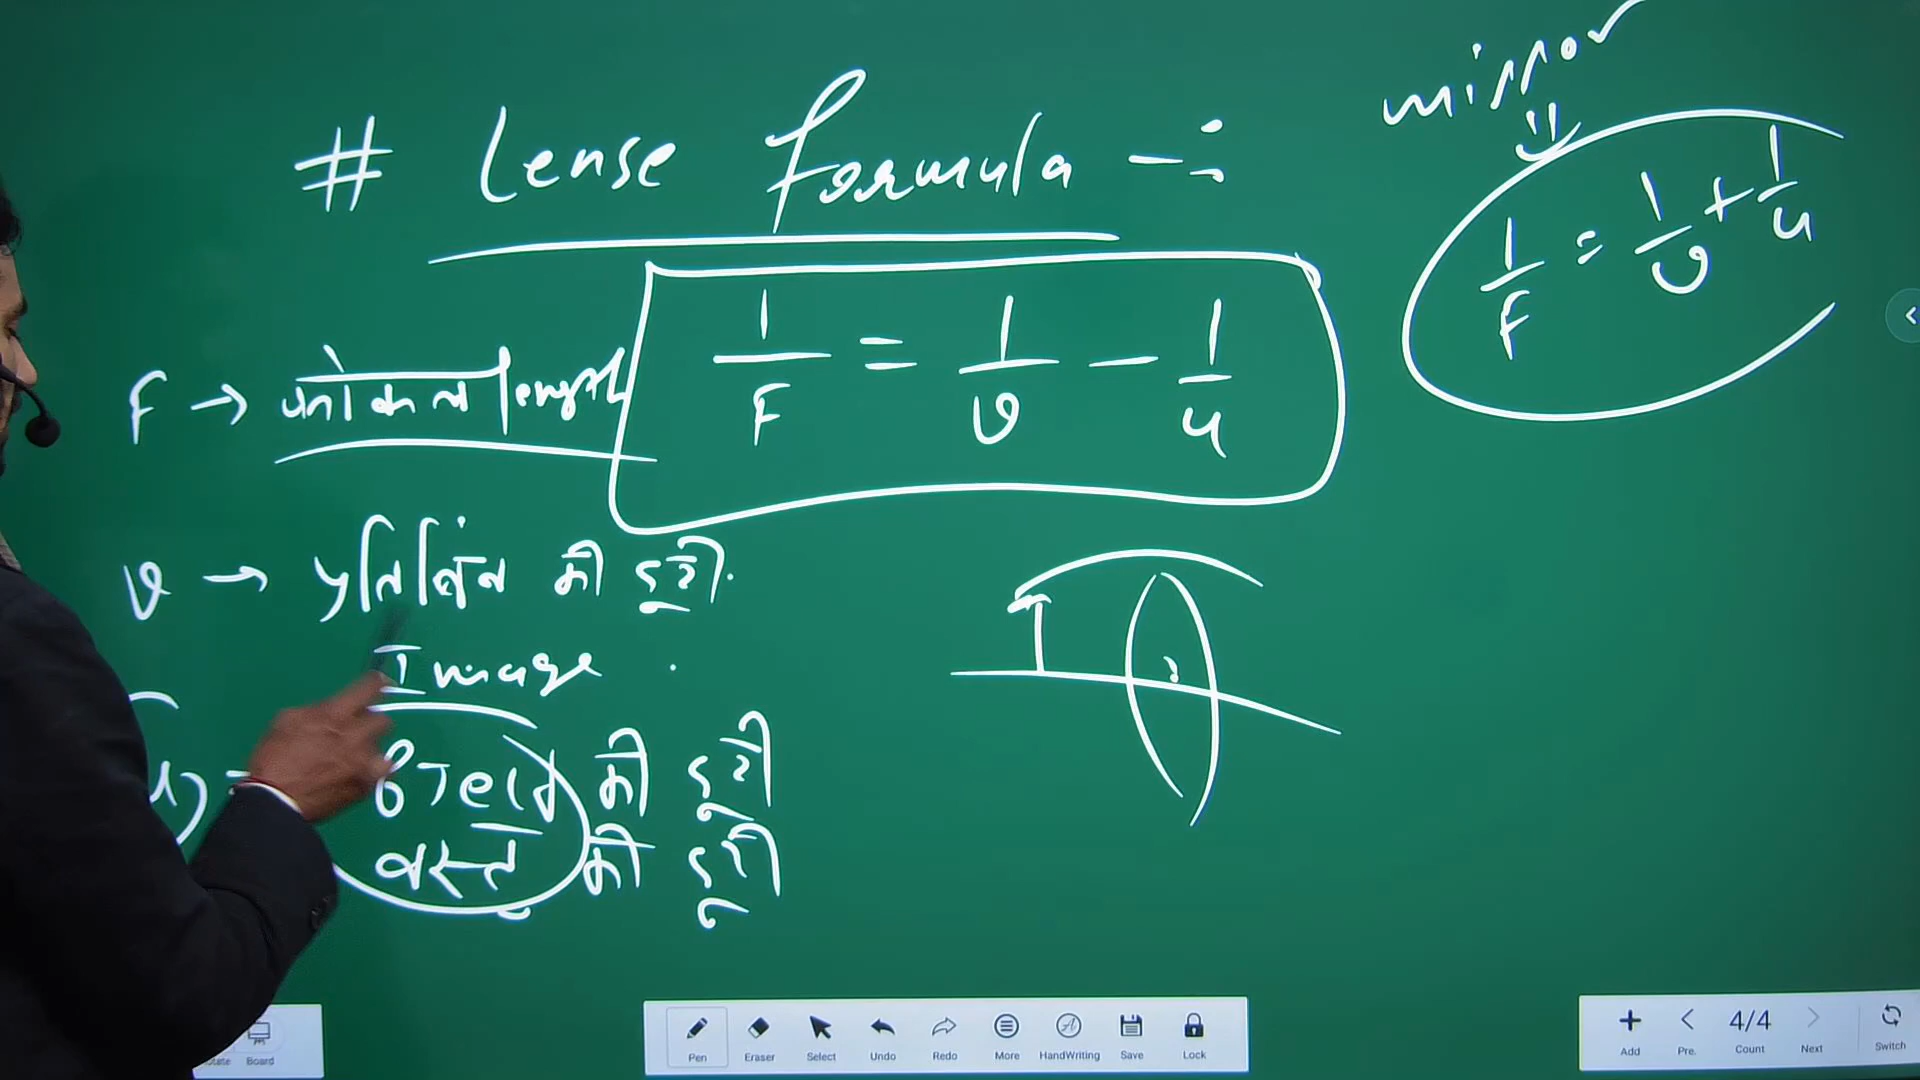 # Lense Formula -:
mirror
1/F = 1/v + 1/u
1/F = 1/v - 1/u
F → फोकल length
v → प्रतिबिंब की दूरी.
Image
की दूरी
वस्तु की दूरी
Board
Pen Eraser Select Undo Redo More HandWriting Save Lock
4/4
Add Pre. Count Next Switch